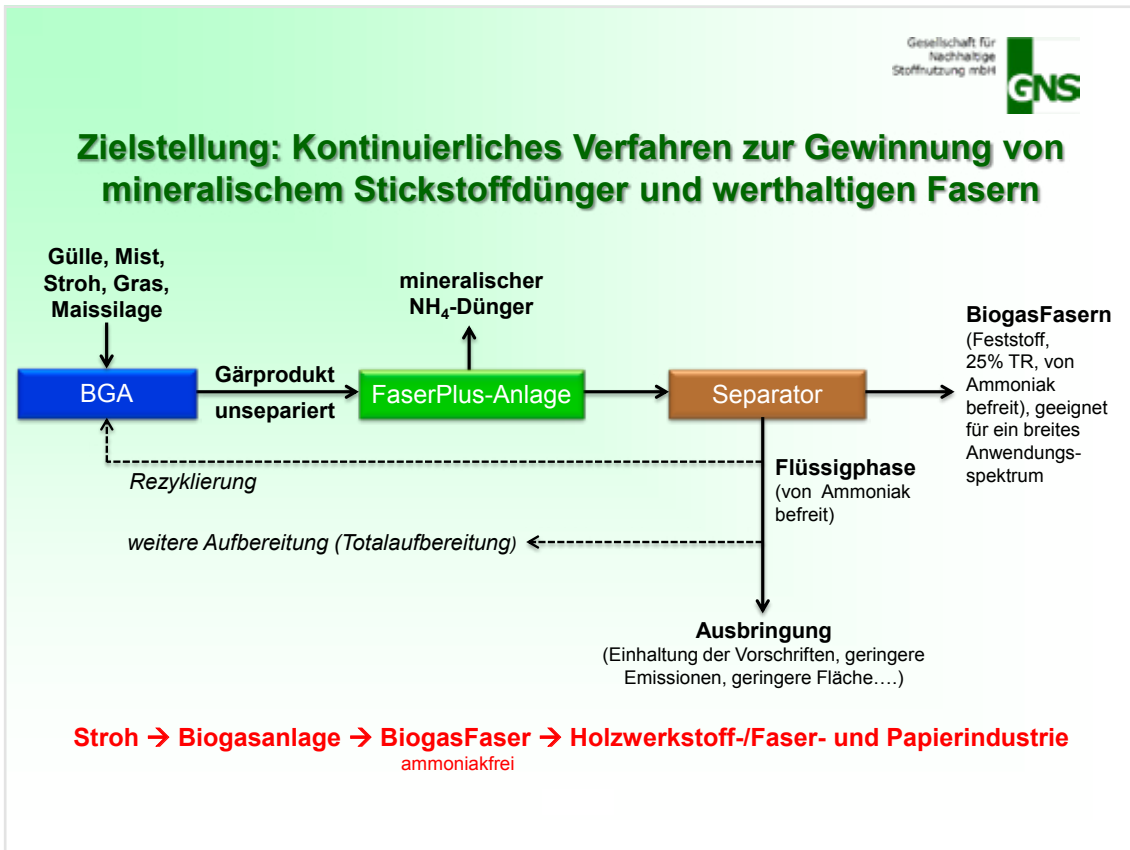 Gesellschaft für
Nachhaltige
Stoffnutzung mbH
GNS
Zielstellung: Kontinuierliches Verfahren zur Gewinnung von
mineralischem Stickstoffdünger und werthaltigen Fasern
Gülle, Mist,
Stroh, Gras,
Maissilage
mineralischer
NH₄-Dünger
BGA
Gärprodukt
unsepariert
FaserPlus-Anlage
Separator
BiogasFasern
(Feststoff,
25% TR, von
Ammoniak
befreit), geeignet
für ein breites
Anwendungs-
spektrum
Rezyklierung
Flüssigphase
(von Ammoniak
befreit)
weitere Aufbereitung (Totalaufbereitung)
Ausbringung
(Einhaltung der Vorschriften, geringere
Emissionen, geringere Fläche….)
Stroh → Biogasanlage → BiogasFaser → Holzwerkstoff-/Faser- und Papierindustrie
ammoniakfrei